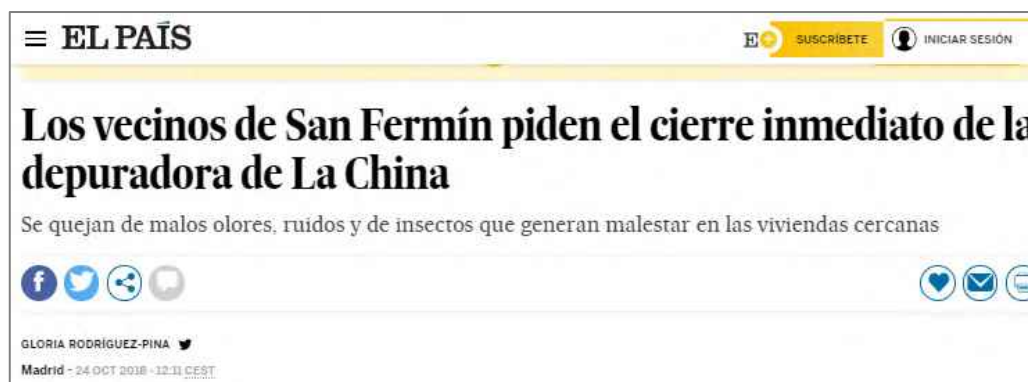 EL PAÍS
E+ SUSCRÍBETE INICIAR SESIÓN
Los vecinos de San Fermín piden el cierre inmediato de la
depuradora de La China
Se quejan de malos olores, ruidos y de insectos que generan malestar en las viviendas cercanas
GLORIA RODRÍGUEZ-PINA
Madrid - 24 OCT 2018 - 12:11 CEST